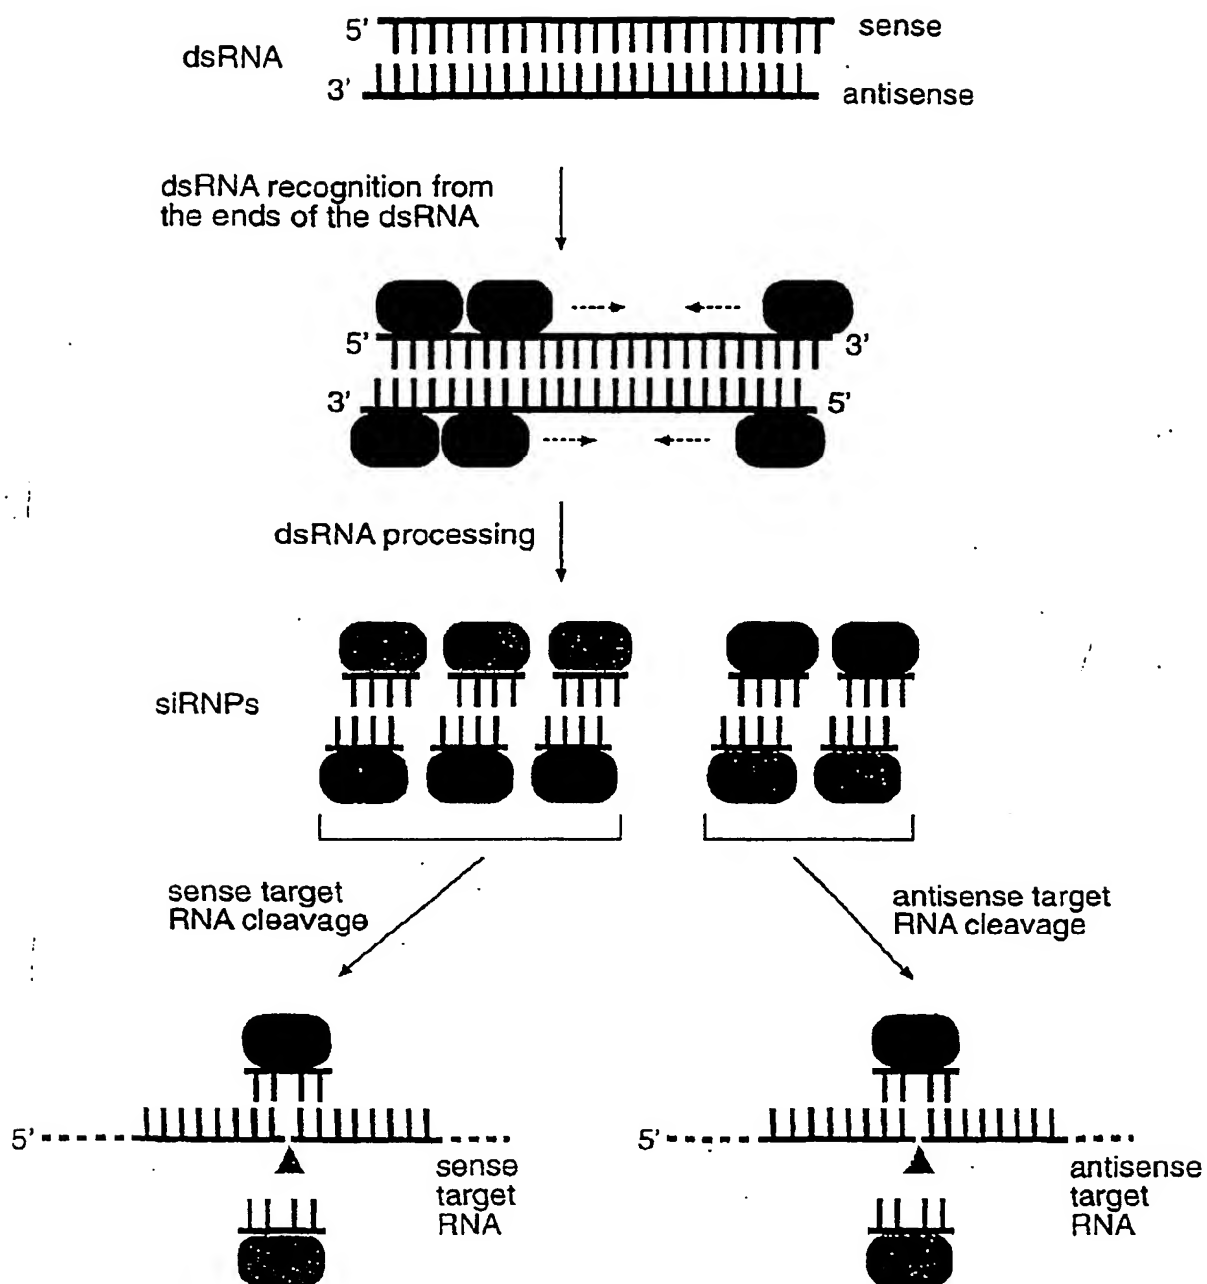 5' sense
dsRNA
3' antisense
dsRNA recognition from
the ends of the dsRNA
5' 3'
3' 5'
dsRNA processing
siRNPs
sense target
RNA cleavage
antisense target
RNA cleavage
5'
sense
target
RNA
5'
antisense
target
RNA